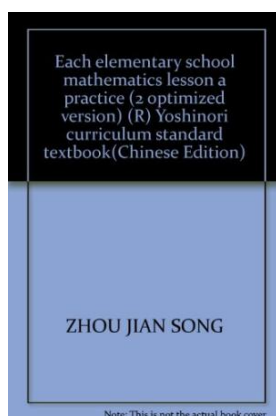 Each elementary school
mathematics lesson a
practice (2 optimized
version) (R) Yoshinori
curriculum standard
textbook(Chinese Edition)
ZHOU JIAN SONG
Note: This is not the actual book cover